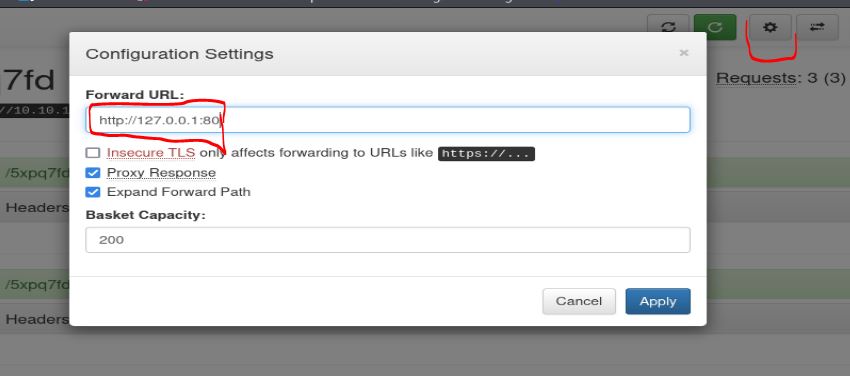 Configuration Settings ×
7fd
Requests: 3 (3)
//10.10.1
Forward URL:
http://127.0.0.1:80
Insecure TLS only affects forwarding to URLs like https://...
Proxy Response
Expand Forward Path
Basket Capacity:
200
/5xpq7fd
Headers
/5xpq7fd
Headers
Cancel Apply